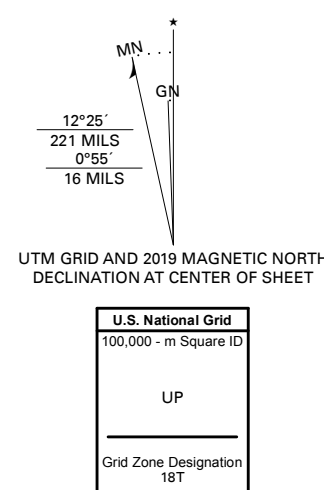 ★
MN
GN
12°25´
221 MILS
0°55´
16 MILS
UTM GRID AND 2019 MAGNETIC NORTH
DECLINATION AT CENTER OF SHEET
U.S. National Grid
100,000 - m Square ID
UP
Grid Zone Designation
18T